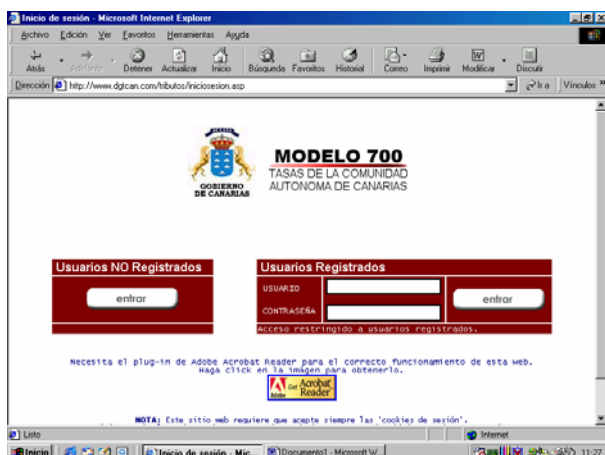 Inicio de sesión - Microsoft Internet Explorer
Archivo Edición Ver Favoritos Herramientas Ayuda
Atrás Adelante Detener Actualizar Inicio Búsqueda Favoritos Historial Correo Imprimir Modificar Discutir
Dirección http://www.dgtcan.com/tributos/iniciosesion.asp Ir a Vínculos »
GOBIERNO
DE CANARIAS
MODELO 700
TASAS DE LA COMUNIDAD
AUTONOMA DE CANARIAS
Usuarios NO Registrados
entrar
Usuarios Registrados
USUARIO
CONTRASEÑA
entrar
Acceso restringido a usuarios registrados.
Necesita el plug-in de Adobe Acrobat Reader para el correcto funcionamiento de esta web.
Haga click en la imágen para obtenerlo.
Adobe Get Acrobat Reader
NOTA: Este sitio web requiere que acepte siempre las 'cookies de sesión'.
Listo Internet
Inicio Inicio de sesión - Mic... Documento1 - Microsoft W... 11:27